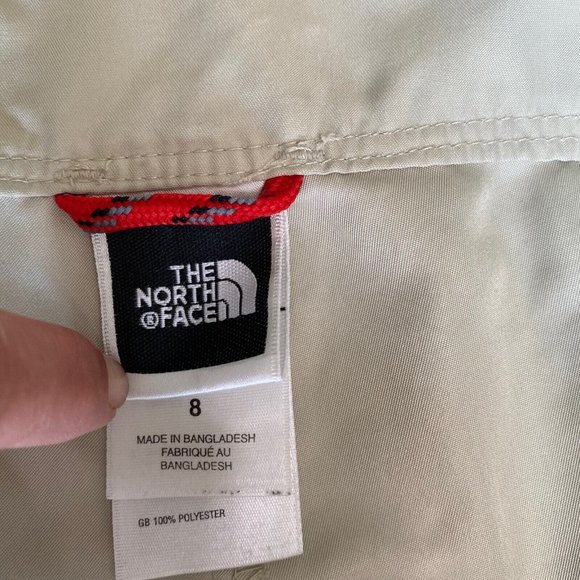 THE
NORTH
®FACE
8
MADE IN BANGLADESH
FABRIQUÉ AU
BANGLADESH
GB 100% POLYESTER